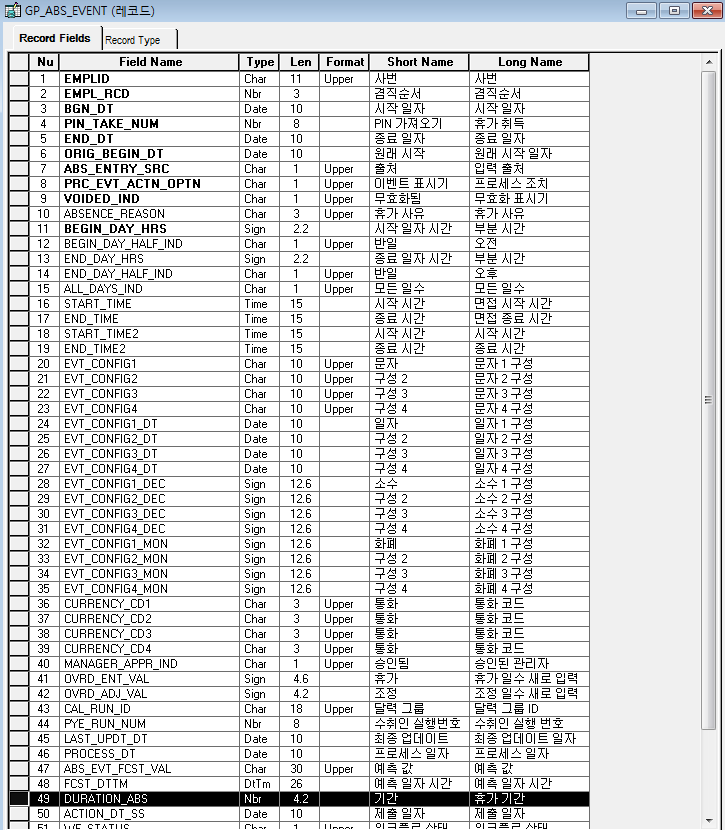 GP_ABS_EVENT (레코드)
Record Fields Record Type
Nu Field Name Type Len Format Short Name Long Name
1 EMPLID Char 11 Upper 사번 사번
2 EMPL_RCD Nbr 3 겸직순서 겸직순서
3 BGN_DT Date 10 시작 일자 시작 일자
4 PIN_TAKE_NUM Nbr 8 PIN 가져오기 휴가 취득
5 END_DT Date 10 종료 일자 종료 일자
6 ORIG_BEGIN_DT Date 10 원래 시작 원래 시작 일자
7 ABS_ENTRY_SRC Char 1 Upper 출처 입력 출처
8 PRC_EVT_ACTN_OPTN Char 1 Upper 이벤트 표시기 프로세스 조치
9 VOIDED_IND Char 1 Upper 무효화됨 무효화 표시기
10 ABSENCE_REASON Char 3 Upper 휴가 사유 휴가 사유
11 BEGIN_DAY_HRS Sign 2.2 시작 일자 시간 부분 시간
12 BEGIN_DAY_HALF_IND Char 1 Upper 반일 오전
13 END_DAY_HRS Sign 2.2 종료 일자 시간 부분 시간
14 END_DAY_HALF_IND Char 1 Upper 반일 오후
15 ALL_DAYS_IND Char 1 Upper 모든 일수 모든 일수
16 START_TIME Time 15 시작 시간 면접 시작 시간
17 END_TIME Time 15 종료 시간 면접 종료 시간
18 START_TIME2 Time 15 시작 시간 시작 시간
19 END_TIME2 Time 15 종료 시간 종료 시간
20 EVT_CONFIG1 Char 10 Upper 문자 문자 1 구성
21 EVT_CONFIG2 Char 10 Upper 구성 2 문자 2 구성
22 EVT_CONFIG3 Char 10 Upper 구성 3 문자 3 구성
23 EVT_CONFIG4 Char 10 Upper 구성 4 문자 4 구성
24 EVT_CONFIG1_DT Date 10 일자 일자 1 구성
25 EVT_CONFIG2_DT Date 10 구성 2 일자 2 구성
26 EVT_CONFIG3_DT Date 10 구성 3 일자 3 구성
27 EVT_CONFIG4_DT Date 10 구성 4 일자 4 구성
28 EVT_CONFIG1_DEC Sign 12.6 소수 소수 1 구성
29 EVT_CONFIG2_DEC Sign 12.6 구성 2 소수 2 구성
30 EVT_CONFIG3_DEC Sign 12.6 구성 3 소수 3 구성
31 EVT_CONFIG4_DEC Sign 12.6 구성 4 소수 4 구성
32 EVT_CONFIG1_MON Sign 12.6 화폐 화폐 1 구성
33 EVT_CONFIG2_MON Sign 12.6 구성 2 화폐 2 구성
34 EVT_CONFIG3_MON Sign 12.6 구성 3 화폐 3 구성
35 EVT_CONFIG4_MON Sign 12.6 구성 4 화폐 4 구성
36 CURRENCY_CD1 Char 3 Upper 통화 통화 코드
37 CURRENCY_CD2 Char 3 Upper 통화 통화 코드
38 CURRENCY_CD3 Char 3 Upper 통화 통화 코드
39 CURRENCY_CD4 Char 3 Upper 통화 통화 코드
40 MANAGER_APPR_IND Char 1 Upper 승인됨 승인된 관리자
41 OVRD_ENT_VAL Sign 4.6 휴가 휴가 일수 새로 입력
42 OVRD_ADJ_VAL Sign 4.2 조정 조정 일수 새로 입력
43 CAL_RUN_ID Char 18 Upper 달력 그룹 달력 그룹 ID
44 PYE_RUN_NUM Nbr 8 수취인 실행번호 수취인 실행 번호
45 LAST_UPDT_DT Date 10 최종 업데이트 최종 업데이트 일자
46 PROCESS_DT Date 10 프로세스 일자 프로세스 일자
47 ABS_EVT_FCST_VAL Char 30 Upper 예측 값 예측 값
48 FCST_DTTM DtTm 26 예측 일자 시간 예측 일자 시간
49 DURATION_ABS Nbr 4.2 기간 휴가 기간
50 ACTION_DT_SS Date 10 제출 일자 제출 일자
51 WF_STATUS Char 1 Upper 워크플로 상태 워크플로 상태